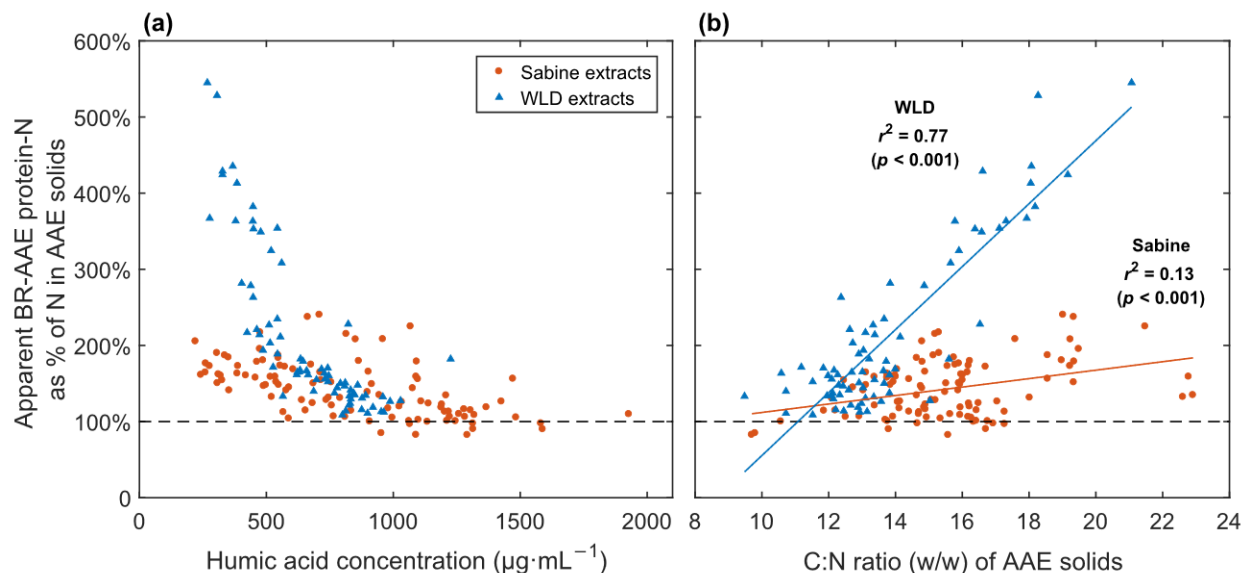 (a)
(b)
600%
500%
400%
300%
200%
100%
0
Apparent BR-AAE protein-N
as % of N in AAE solids
Sabine extracts
WLD extracts
0 500 1000 1500 2000
Humic acid concentration (µg·mL⁻¹)
WLD
r² = 0.77
(p < 0.001)
Sabine
r² = 0.13
(p < 0.001)
8 10 12 14 16 18 20 22 24
C:N ratio (w/w) of AAE solids